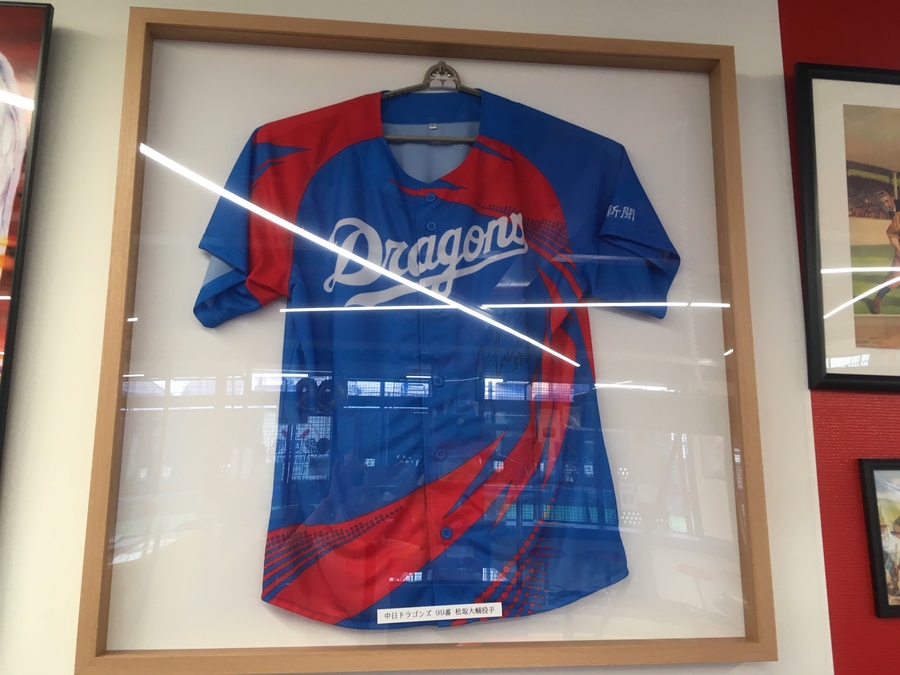 Dragons
新聞
中日ドラゴンズ 99番 松坂大輔投手